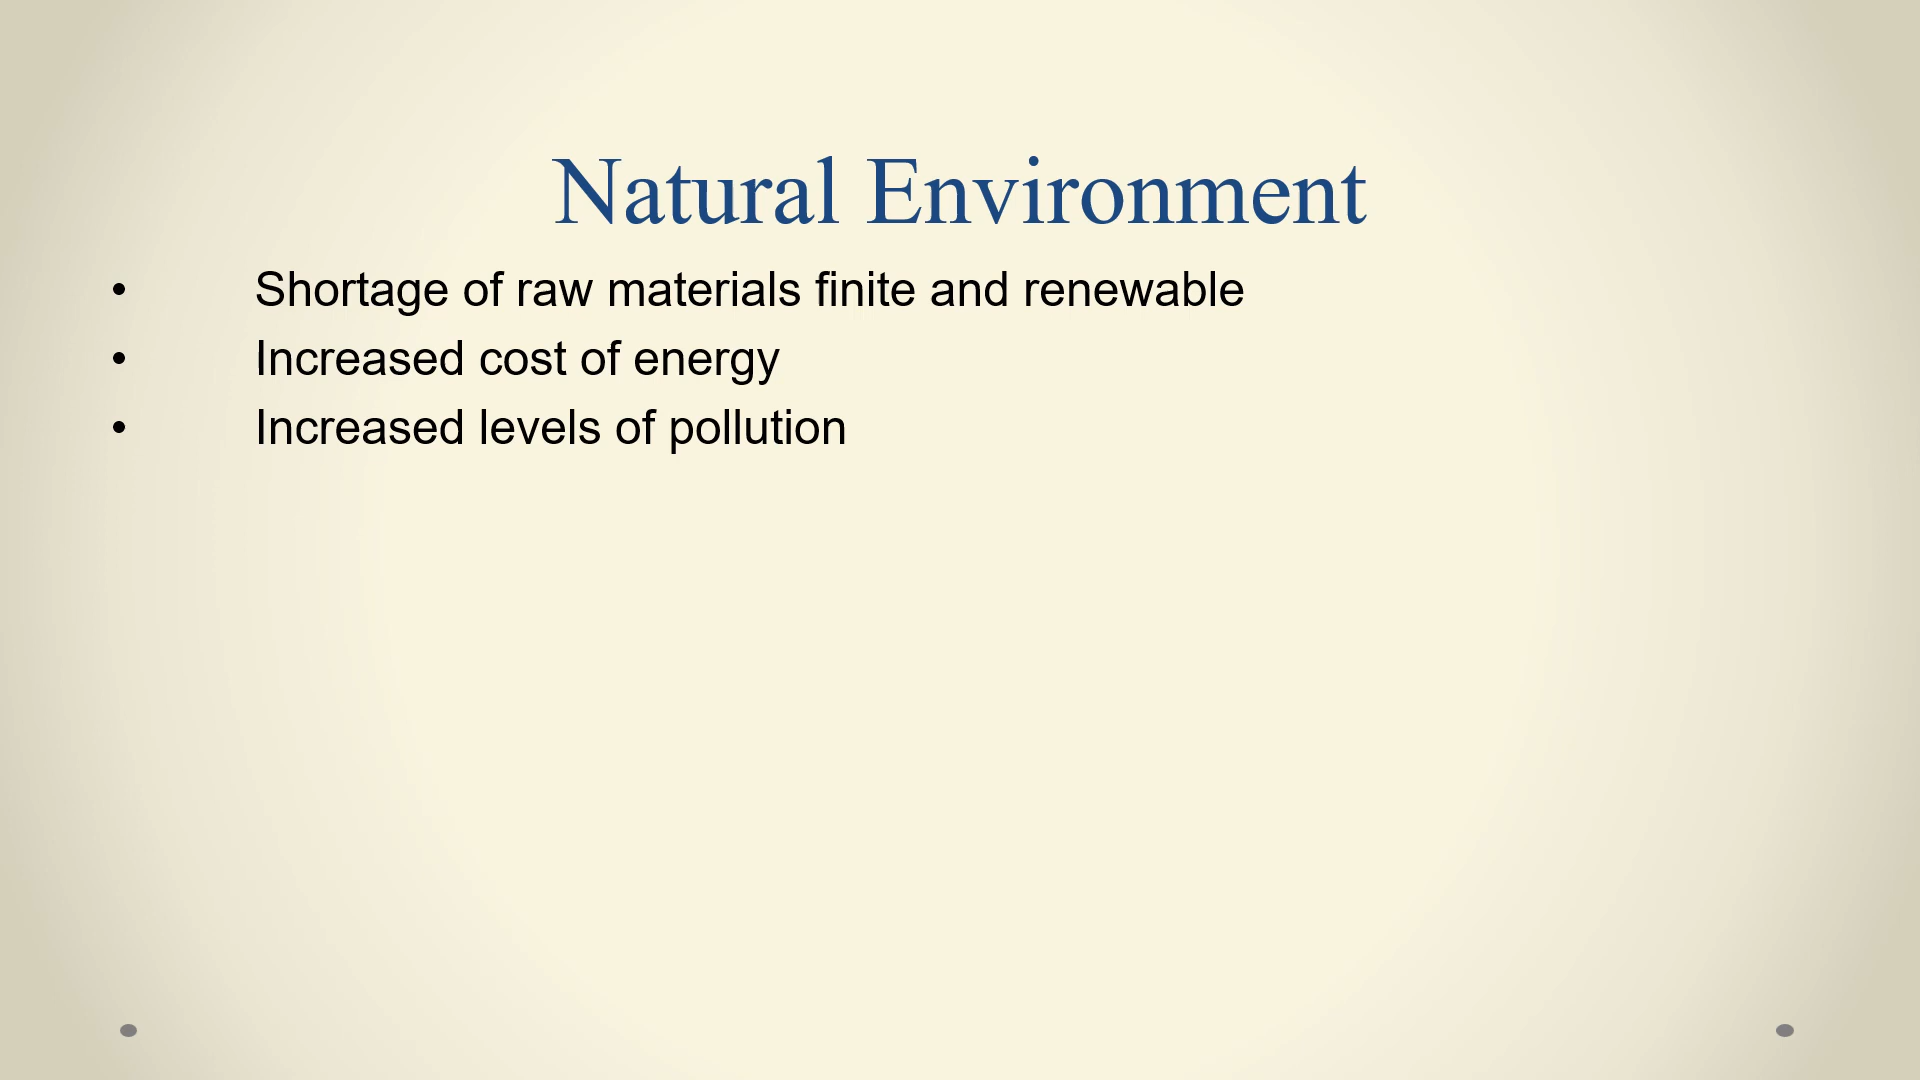 Natural Environment
• Shortage of raw materials finite and renewable
• Increased cost of energy
• Increased levels of pollution